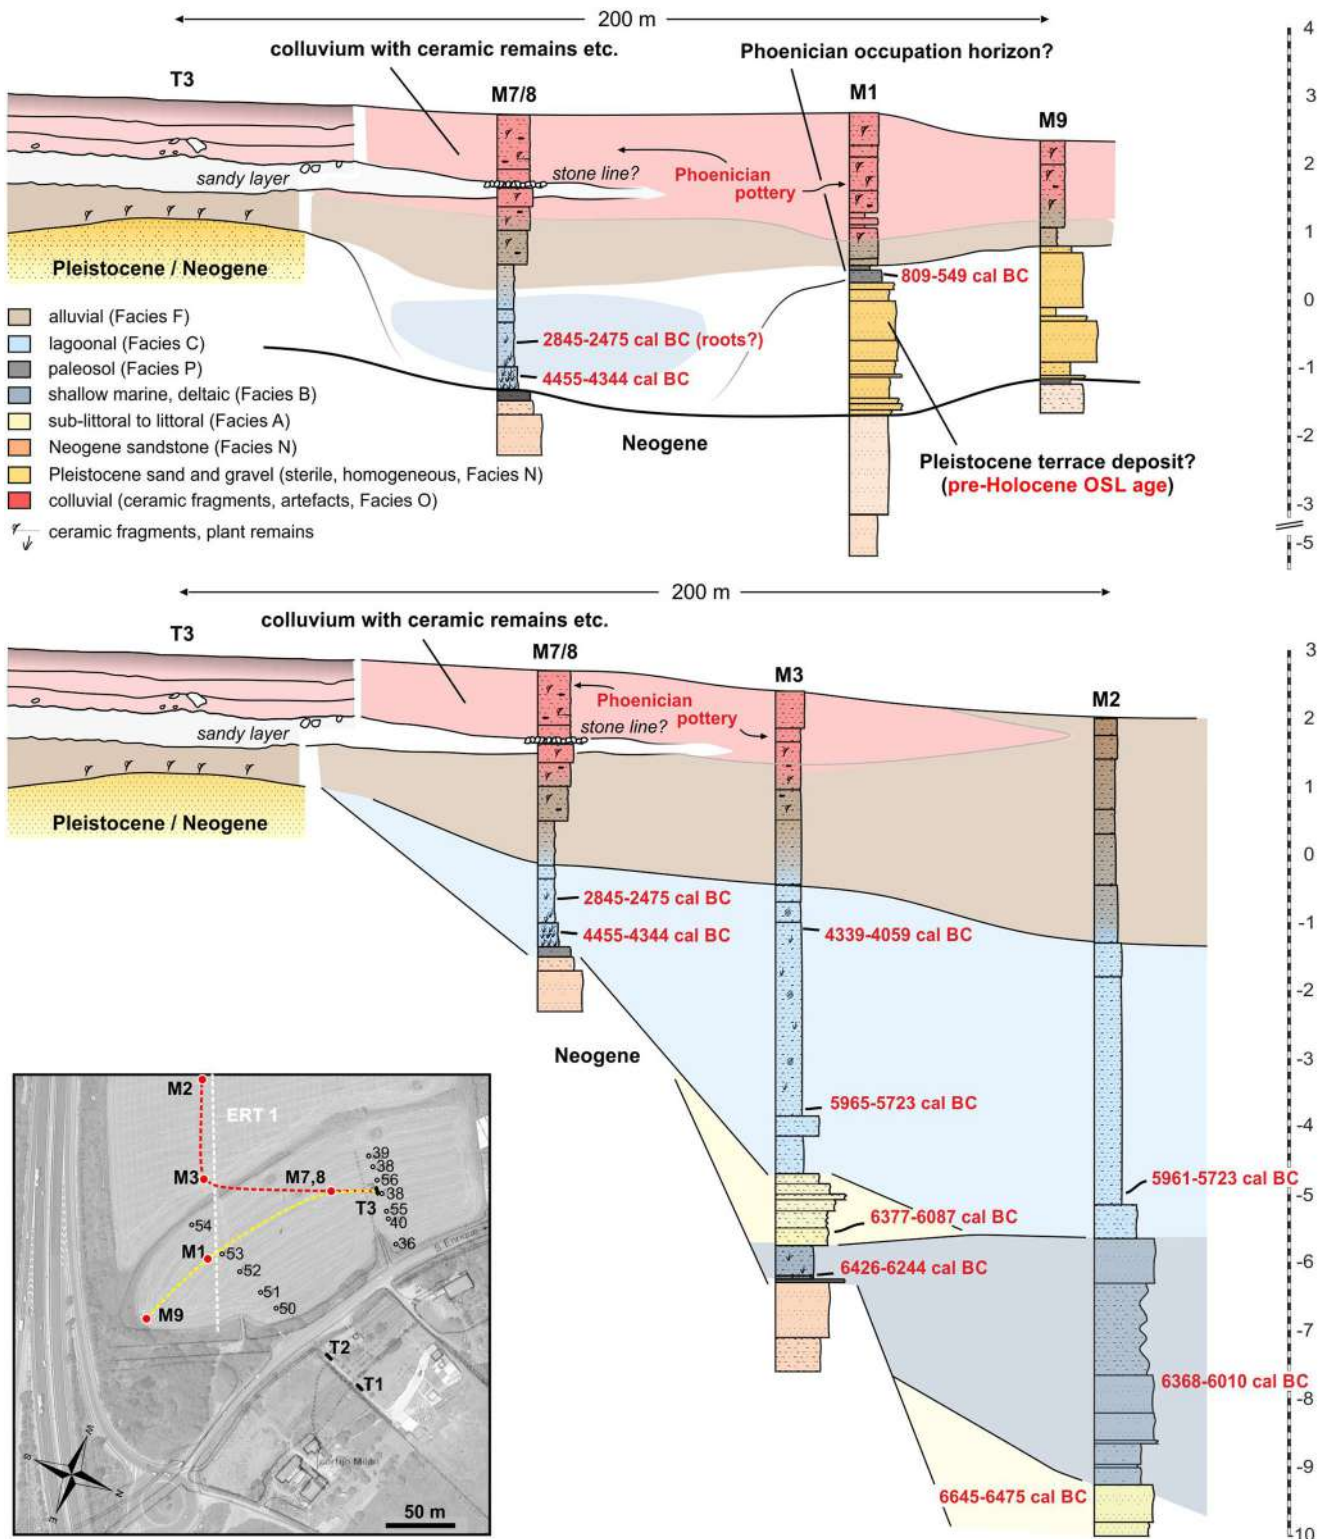 200 m
colluvium with ceramic remains etc.
Phoenician occupation horizon?
T3
M7/8
M1
M9
4
3
2
1
0
-1
-2
-3
-5
sandy layer
stone line?
Phoenician
pottery
Pleistocene / Neogene
809-549 cal BC
2845-2475 cal BC (roots?)
4455-4344 cal BC
Neogene
Pleistocene terrace deposit?
(pre-Holocene OSL age)
alluvial (Facies F)
lagoonal (Facies C)
paleosol (Facies P)
shallow marine, deltaic (Facies B)
sub-littoral to littoral (Facies A)
Neogene sandstone (Facies N)
Pleistocene sand and gravel (sterile, homogeneous, Facies N)
colluvial (ceramic fragments, artefacts, Facies O)
ceramic fragments, plant remains
200 m
colluvium with ceramic remains etc.
T3
M7/8
M3
M2
3
2
1
0
-1
-2
-3
-4
-5
-6
-7
-8
-9
-10
Phoenician
pottery
stone line?
sandy layer
Pleistocene / Neogene
2845-2475 cal BC
4455-4344 cal BC
4339-4059 cal BC
Neogene
5965-5723 cal BC
5961-5723 cal BC
6377-6087 cal BC
6426-6244 cal BC
6368-6010 cal BC
6645-6475 cal BC
M2
ERT 1
M3
M7,8
39
38
56
38
T3
55
40
36
54
M1
53
52
51
50
M9
T2
T1
Cortijo Milán
W
S
N
E
50 m